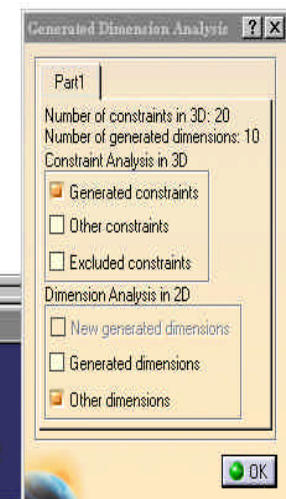 Generated Dimension Analysis
Part1
Number of constraints in 3D: 20
Number of generated dimensions: 10
Constraint Analysis in 3D
Generated constraints
Other constraints
Excluded constraints
Dimension Analysis in 2D
New generated dimensions
Generated dimensions
Other dimensions
OK